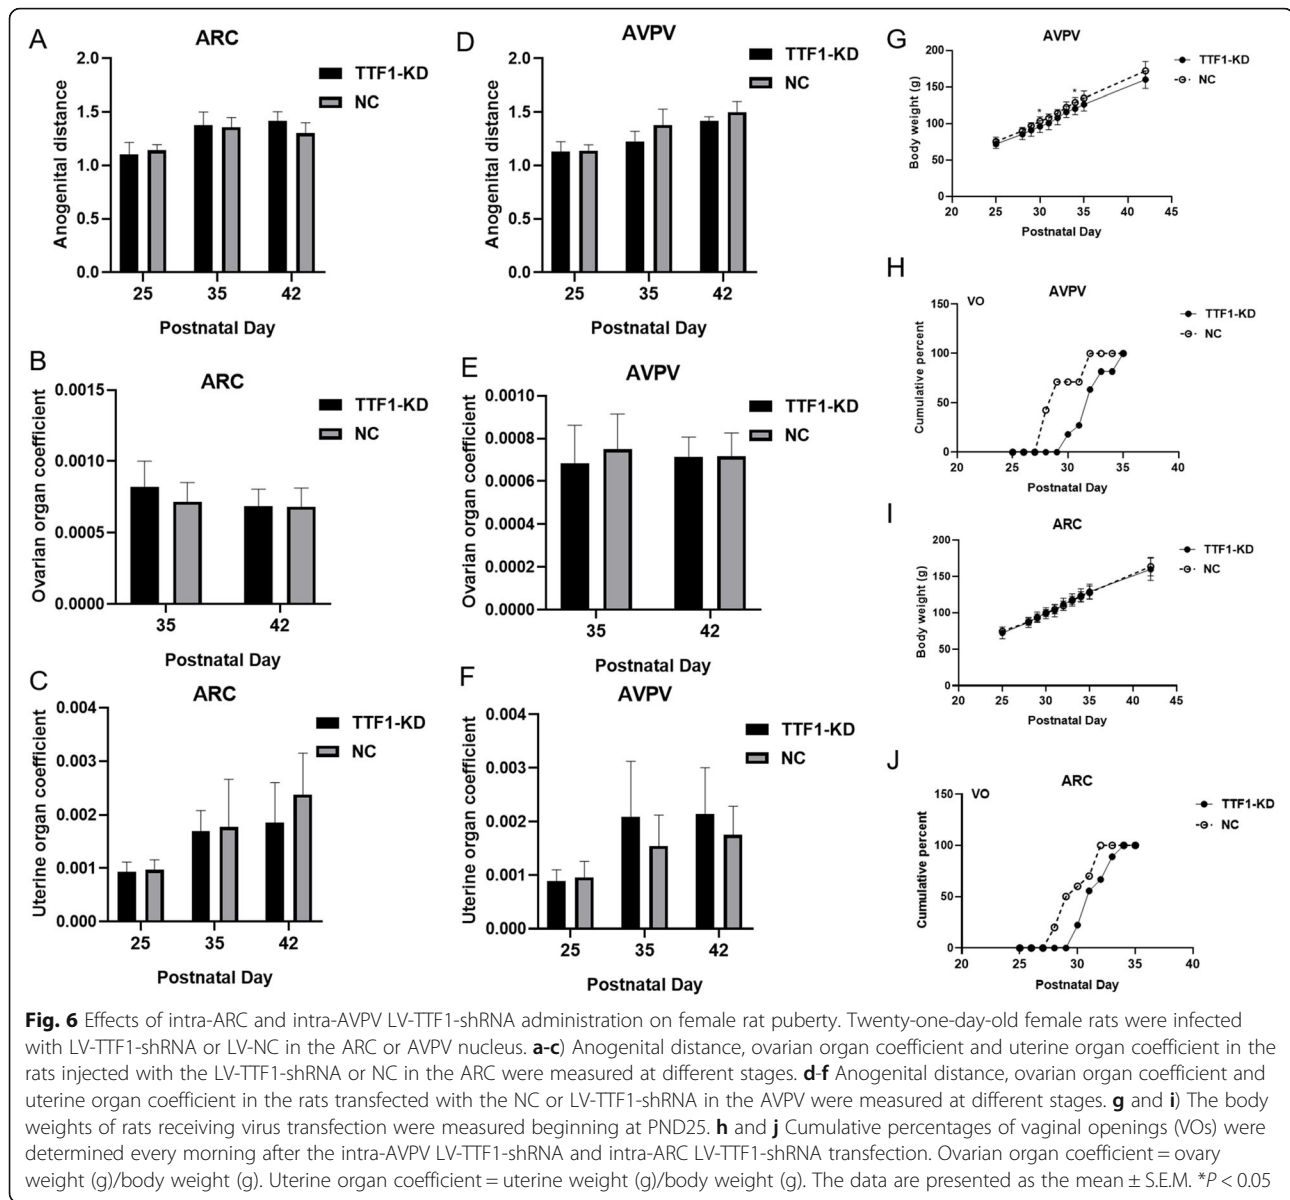 A
ARC
TTF1-KD
NC
2.0
1.5
1.0
0.5
0.0
Anogenital distance
25 35 42
Postnatal Day
B
ARC
TTF1-KD
NC
0.0015
0.0010
0.0005
0.0000
Ovarian organ coefficient
35 42
Postnatal Day
C
ARC
TTF1-KD
NC
0.004
0.003
0.002
0.001
0.000
Uterine organ coefficient
25 35 42
Postnatal Day
D
AVPV
TTF1-KD
NC
2.0
1.5
1.0
0.5
0.0
Anogenital distance
25 35 42
Postnatal Day
E
AVPV
TTF1-KD
NC
0.0010
0.0008
0.0006
0.0004
0.0002
0.0000
Ovarian organ coefficient
35 42
Postnatal Day
F
AVPV
TTF1-KD
NC
0.004
0.003
0.002
0.001
0.000
Uterine organ coefficient
25 35 42
Postnatal Day
G
AVPV
TTF1-KD
NC
200
150
100
50
0
Body weight (g)
* *
20 25 30 35 40 45
Postnatal Day
H
VO
AVPV
TTF1-KD
NC
150
100
50
0
Cumulative percent
20 25 30 35 40
Postnatal Day
I
ARC
TTF1-KD
NC
200
150
100
50
0
Body weight (g)
20 25 30 35 40 45
Postnatal Day
J
VO
ARC
TTF1-KD
NC
150
100
50
0
Cumulative percent
20 25 30 35 40
Postnatal Day
Fig. 6 Effects of intra-ARC and intra-AVPV LV-TTF1-shRNA administration on female rat puberty. Twenty-one-day-old female rats were infected
with LV-TTF1-shRNA or LV-NC in the ARC or AVPV nucleus. a-c) Anogenital distance, ovarian organ coefficient and uterine organ coefficient in the
rats injected with the LV-TTF1-shRNA or NC in the ARC were measured at different stages. d-f Anogenital distance, ovarian organ coefficient and
uterine organ coefficient in the rats transfected with the NC or LV-TTF1-shRNA in the AVPV were measured at different stages. g and i) The body
weights of rats receiving virus transfection were measured beginning at PND25. h and j Cumulative percentages of vaginal openings (VOs) were
determined every morning after the intra-AVPV LV-TTF1-shRNA and intra-ARC LV-TTF1-shRNA transfection. Ovarian organ coefficient = ovary
weight (g)/body weight (g). Uterine organ coefficient = uterine weight (g)/body weight (g). The data are presented as the mean ± S.E.M. *P < 0.05